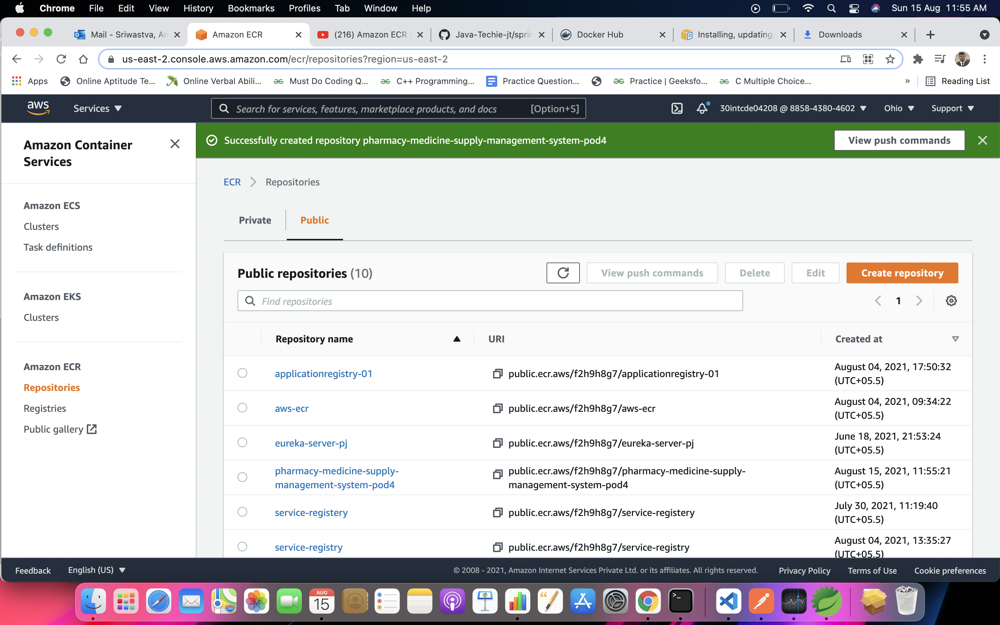 Chrome File Edit View History Bookmarks Profiles Tab Window Help Sun 15 Aug 11:55 AM
Mail - Sriwastva, An Amazon ECR (216) Amazon ECR Java-Techie-jt/sprin Docker Hub Installing, updating, Downloads
us-east-2.console.aws.amazon.com/ecr/repositories?region=us-east-2
Apps Online Aptitude Te... Online Verbal Abili... Must Do Coding Q... C++ Programming... Practice Question... Practice | Geeksfo... C Multiple Choice... » Reading List
aws Services Search for services, features, marketplace products, and docs [Option+S] 30intcde04208 @ 8858-4380-4602 Ohio Support
Successfully created repository pharmacy-medicine-supply-management-system-pod4 View push commands
Amazon Container
Services
Amazon ECS
Clusters
Task definitions
Amazon EKS
Clusters
Amazon ECR
Repositories
Registries
Public gallery
ECR Repositories
Private Public
Public repositories (10) View push commands Delete Edit Create repository
Find repositories 1
Repository name URI Created at
applicationregistry-01 public.ecr.aws/f2h9h8g7/applicationregistry-01 August 04, 2021, 17:50:32
(UTC+05.5)
aws-ecr public.ecr.aws/f2h9h8g7/aws-ecr August 04, 2021, 09:34:22
(UTC+05.5)
eureka-server-pj public.ecr.aws/f2h9h8g7/eureka-server-pj June 18, 2021, 21:53:24
(UTC+05.5)
pharmacy-medicine-supply- public.ecr.aws/f2h9h8g7/pharmacy-medicine-supply- August 15, 2021, 11:55:21
management-system-pod4 management-system-pod4 (UTC+05.5)
service-registery public.ecr.aws/f2h9h8g7/service-registery July 30, 2021, 11:19:40
(UTC+05.5)
service-registry public.ecr.aws/f2h9h8g7/service-registry August 04, 2021, 13:35:27
(UTC+05.5)
Feedback English (US) © 2008 - 2021, Amazon Internet Services Private Ltd. or its affiliates. All rights reserved. Privacy Policy Terms of Use Cookie preferences
AUG
15
280